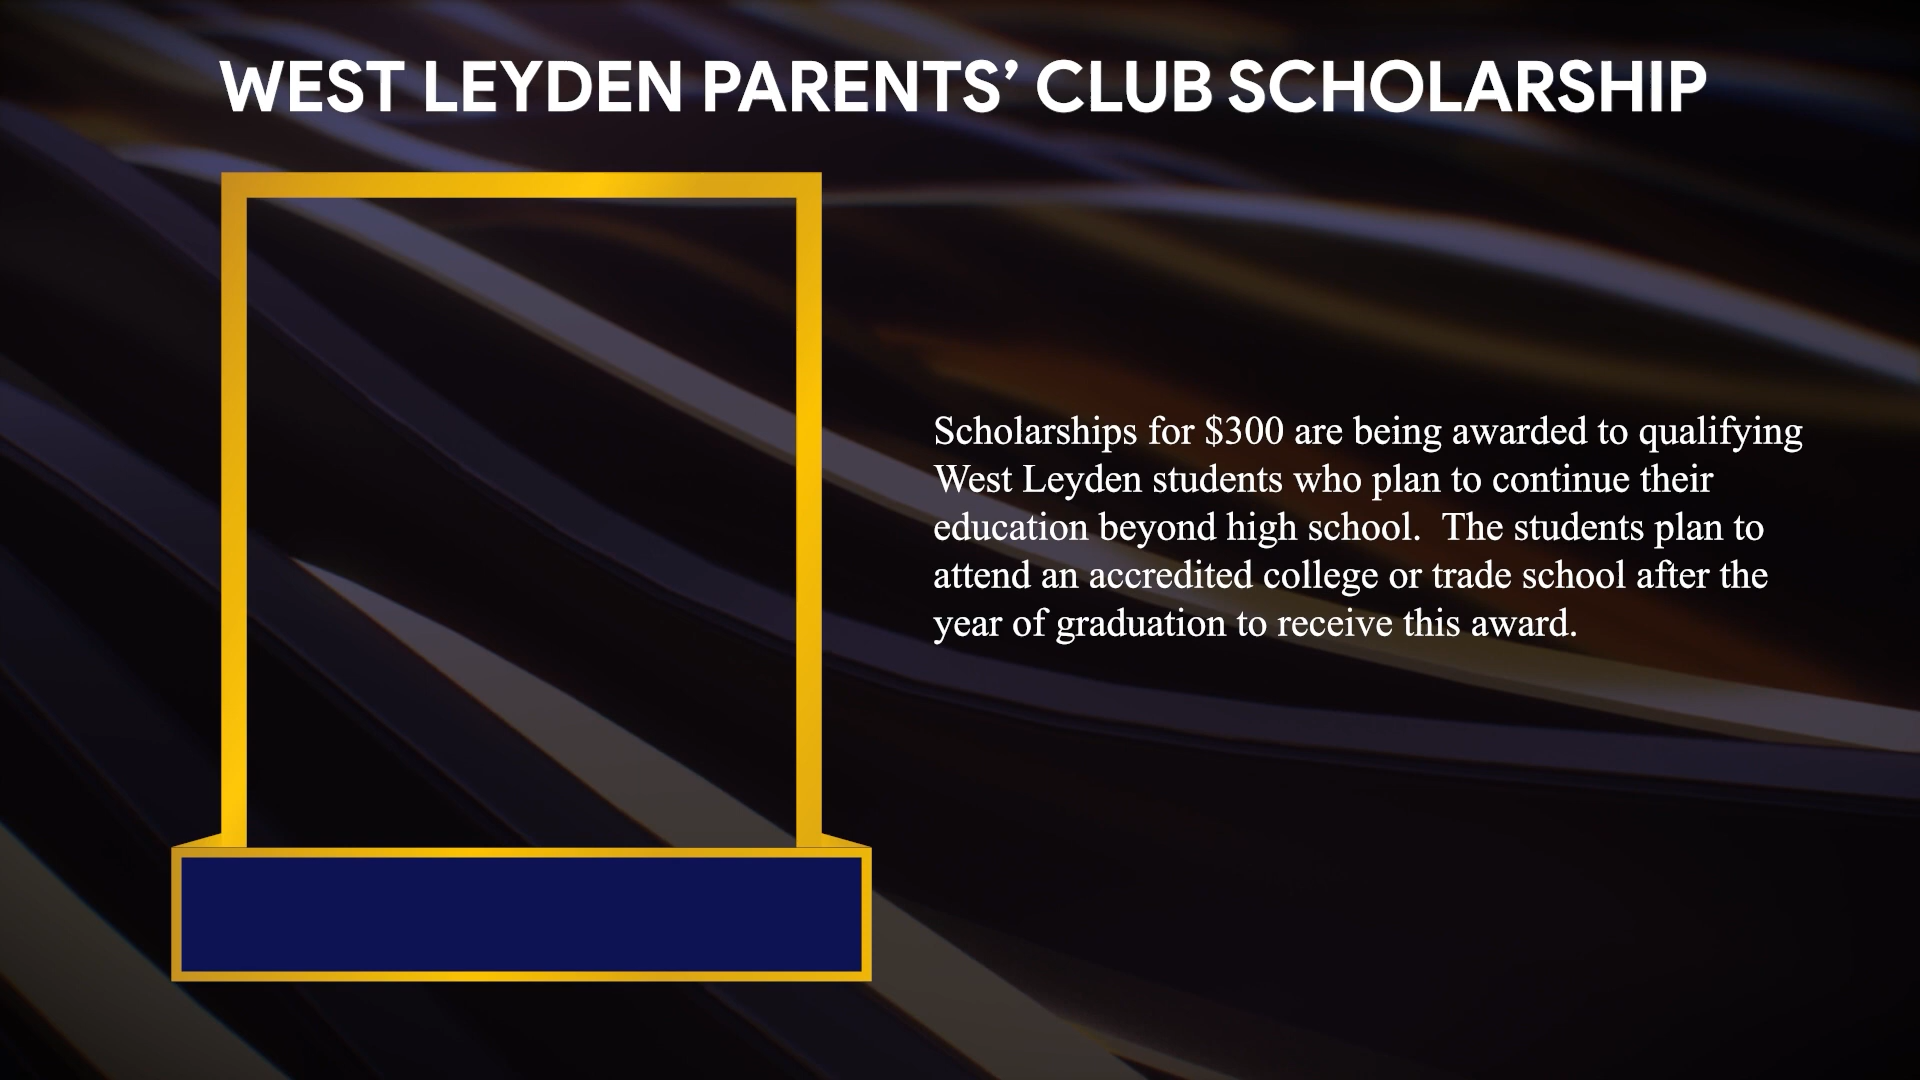 WEST LEYDEN PARENTS’ CLUB SCHOLARSHIP
Scholarships for $300 are being awarded to qualifying
West Leyden students who plan to continue their
education beyond high school.  The students plan to
attend an accredited college or trade school after the
year of graduation to receive this award.